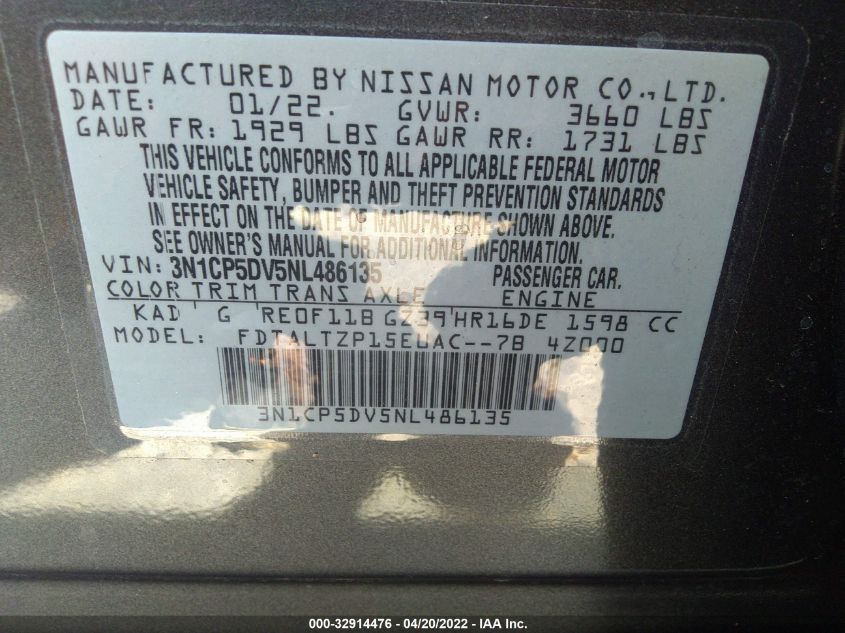 MANUFACTURED BY NISSAN MOTOR CO., LTD.
DATE: 01/22. GVWR: 3660 LBS
GAWR FR: 1929 LBS GAWR RR: 1731 LBS
THIS VEHICLE CONFORMS TO ALL APPLICABLE FEDERAL MOTOR
VEHICLE SAFETY, BUMPER AND THEFT PREVENTION STANDARDS
IN EFFECT ON THE DATE OF MANUFACTURE SHOWN ABOVE.
SEE OWNER'S MANUAL FOR ADDITIONAL INFORMATION.
VIN: 3N1CP5DV5NL486135 PASSENGER CAR.
COLOR TRIM TRANS AXLE ENGINE
KAD G RE0F11B GZ39 HR16DE 1598 CC
MODEL: FDTALTZP15EUAC--7B 4Z000
3N1CP5DV5NL486135
000-32914476 - 04/20/2022 - IAA Inc.